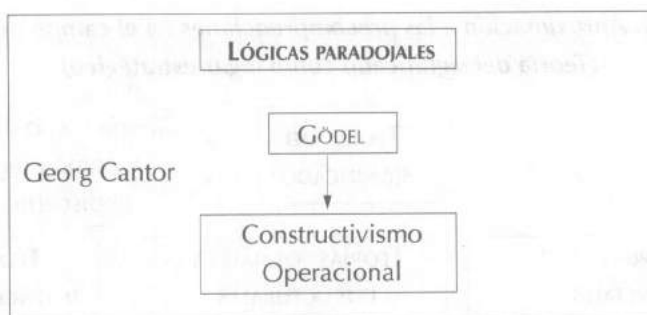 LÓGICAS PARADOJALES
GÖDEL
Georg Cantor
Constructivismo
Operacional